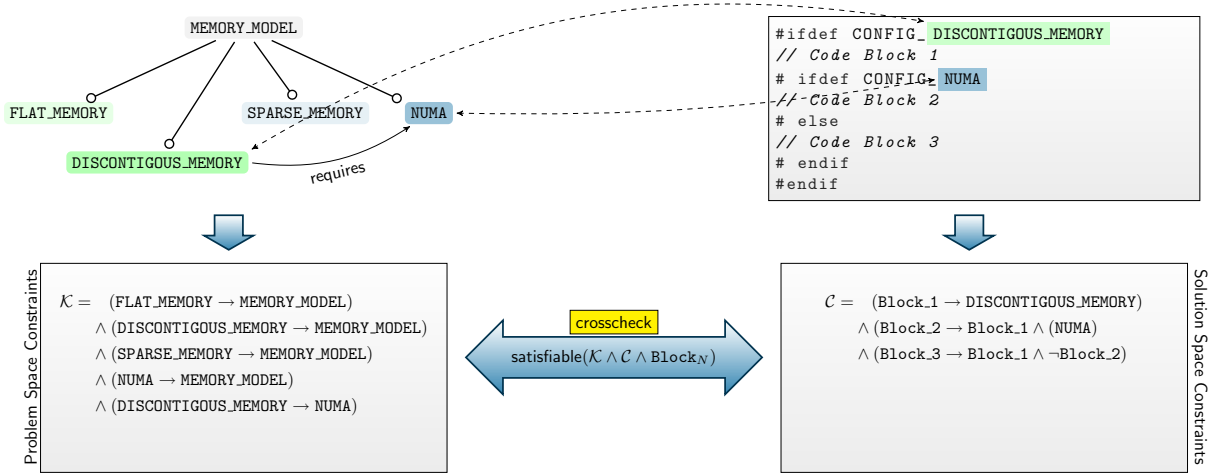 MEMORY_MODEL
FLAT_MEMORY
SPARSE_MEMORY
NUMA
DISCONTIGOUS_MEMORY
requires
#ifdef CONFIG_DISCONTIGOUS_MEMORY
// Code Block 1
# ifdef CONFIG_NUMA
// Code Block 2
# else
// Code Block 3
# endif
#endif
Problem Space Constraints
𝒦 = (FLAT_MEMORY → MEMORY_MODEL)
∧ (DISCONTIGOUS_MEMORY → MEMORY_MODEL)
∧ (SPARSE_MEMORY → MEMORY_MODEL)
∧ (NUMA → MEMORY_MODEL)
∧ (DISCONTIGOUS_MEMORY → NUMA)
crosscheck
satisfiable(𝒦 ∧ 𝒞 ∧ Block_N)
𝒞 = (Block_1 → DISCONTIGOUS_MEMORY)
∧ (Block_2 → Block_1 ∧ (NUMA)
∧ (Block_3 → Block_1 ∧ ¬Block_2)
Solution Space Constraints